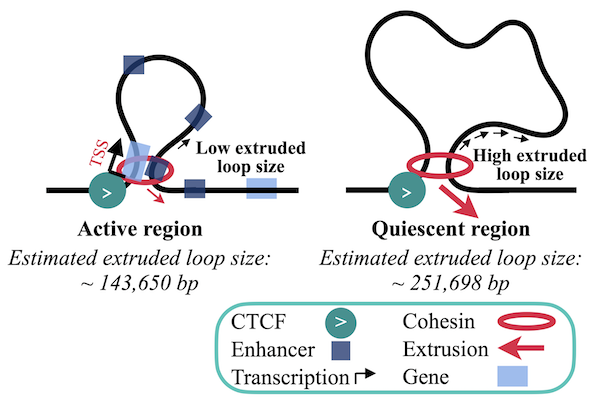 TSS
Low extruded
loop size
High extruded
loop size
>
>
Active region
Estimated extruded loop size:
~ 143,650 bp
Quiescent region
Estimated extruded loop size:
~ 251,698 bp
CTCF > Cohesin
Enhancer Extrusion
Transcription Gene